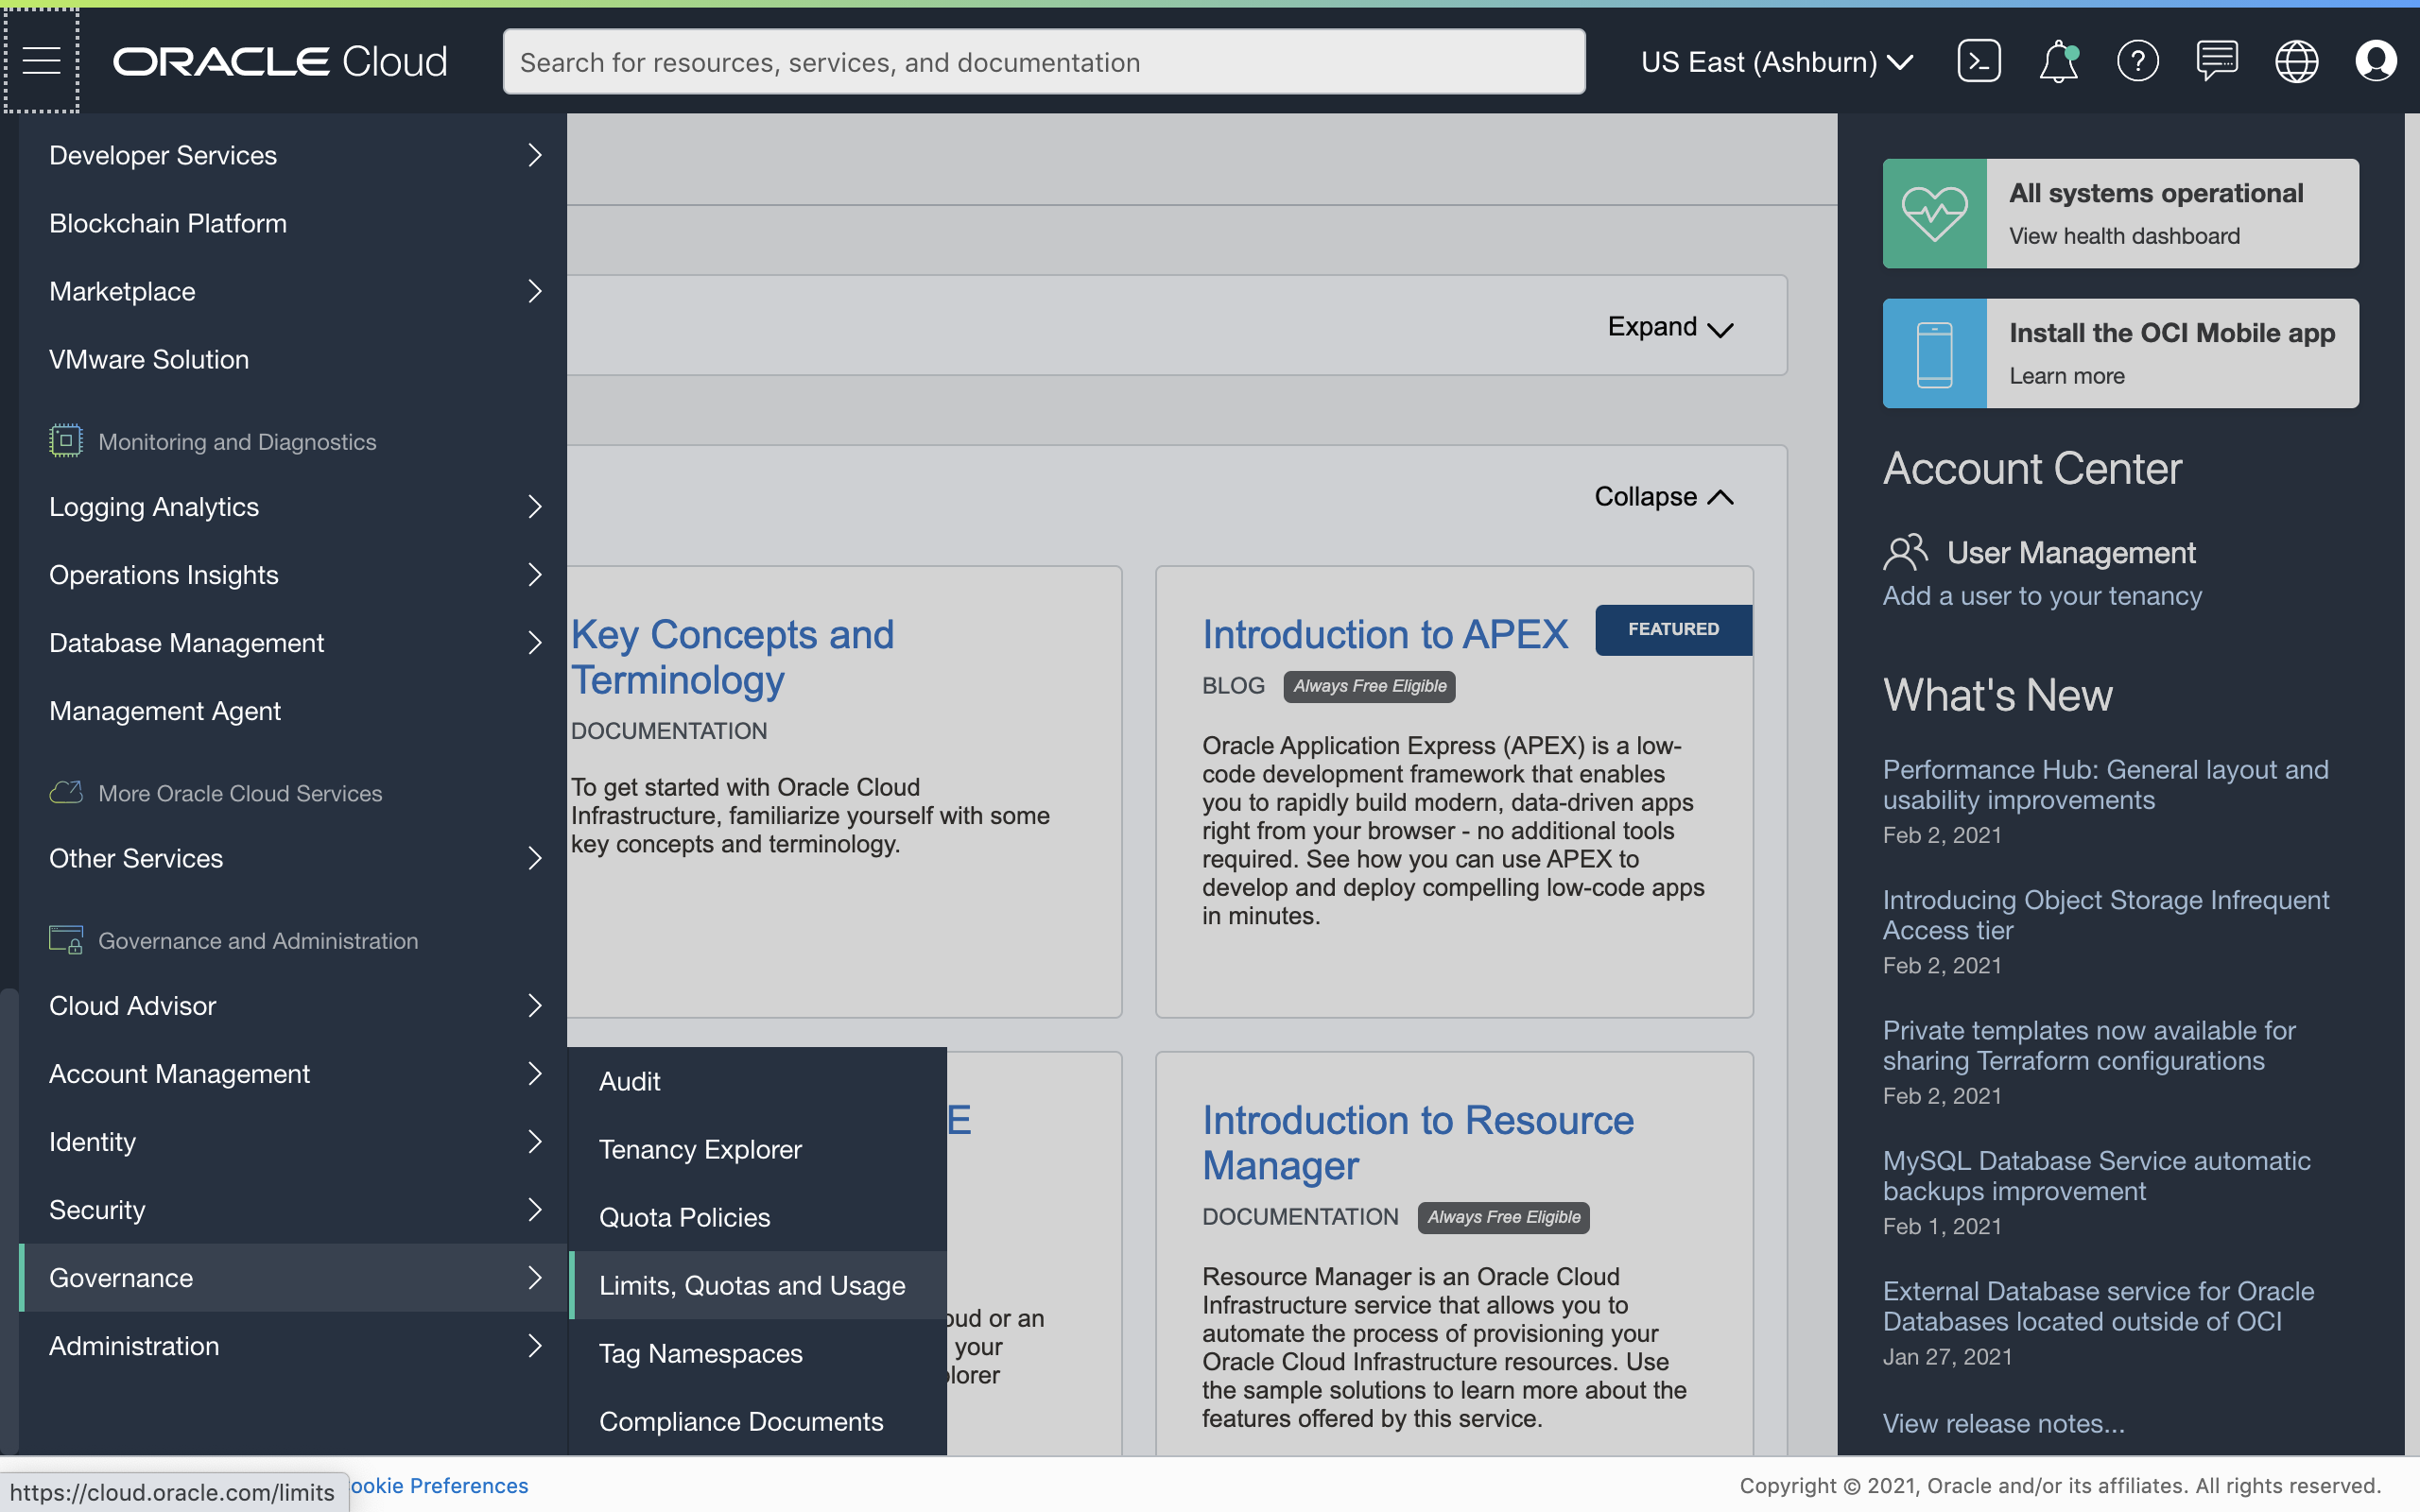 ORACLE Cloud
Search for resources, services, and documentation
US East (Ashburn)
Developer Services
Blockchain Platform
Marketplace
VMware Solution
Monitoring and Diagnostics
Logging Analytics
Operations Insights
Database Management
Management Agent
More Oracle Cloud Services
Other Services
Governance and Administration
Cloud Advisor
Account Management
Identity
Security
Governance
Administration
Audit
Tenancy Explorer
Quota Policies
Limits, Quotas and Usage
Tag Namespaces
Compliance Documents
Expand
Collapse
Key Concepts and
Terminology
DOCUMENTATION
To get started with Oracle Cloud
Infrastructure, familiarize yourself with some
key concepts and terminology.
Introduction to APEX
FEATURED
BLOG Always Free Eligible
Oracle Application Express (APEX) is a low-
code development framework that enables
you to rapidly build modern, data-driven apps
right from your browser - no additional tools
required. See how you can use APEX to
develop and deploy compelling low-code apps
in minutes.
E
or an
your
Introduction to Resource
Manager
DOCUMENTATION Always Free Eligible
Resource Manager is an Oracle Cloud
Infrastructure service that allows you to
automate the process of provisioning your
Oracle Cloud Infrastructure resources. Use
the sample solutions to learn more about the
features offered by this service.
All systems operational
View health dashboard
Install the OCI Mobile app
Learn more
Account Center
User Management
Add a user to your tenancy
What's New
Performance Hub: General layout and
usability improvements
Feb 2, 2021
Introducing Object Storage Infrequent
Access tier
Feb 2, 2021
Private templates now available for
sharing Terraform configurations
Feb 2, 2021
MySQL Database Service automatic
backups improvement
Feb 1, 2021
External Database service for Oracle
Databases located outside of OCI
Jan 27, 2021
View release notes...
https://cloud.oracle.com/limits
ookie Preferences
Copyright © 2021, Oracle and/or its affiliates. All rights reserved.